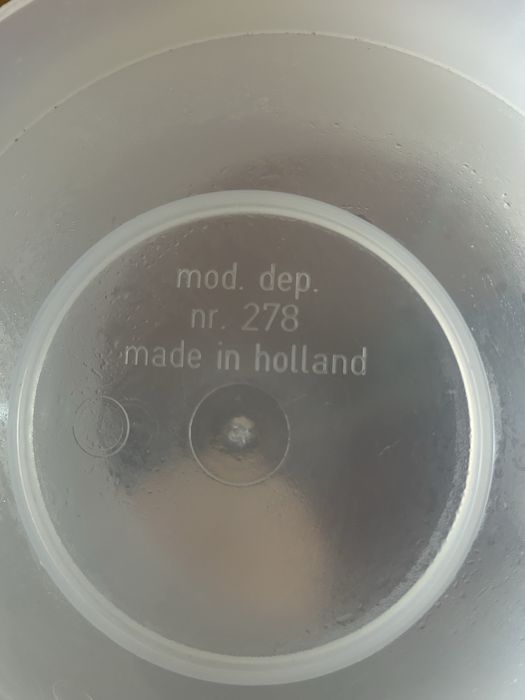 mod. dep.
nr. 278
made in holland